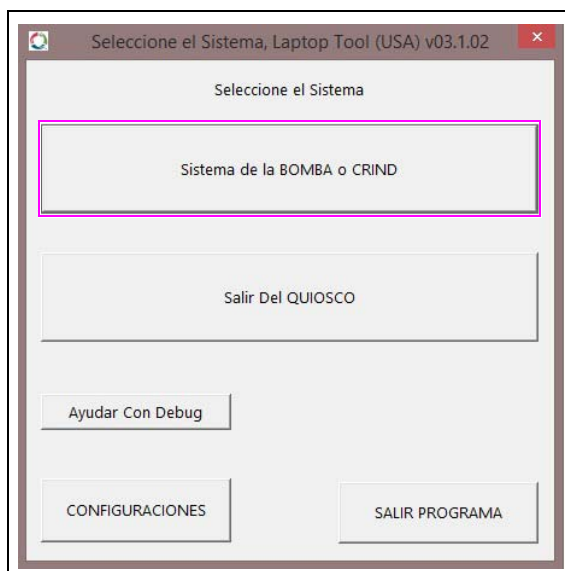 Seleccione el Sistema, Laptop Tool (USA) v03.1.02
Seleccione el Sistema
Sistema de la BOMBA o CRIND
Salir Del QUIOSCO
Ayudar Con Debug
CONFIGURACIONES
SALIR PROGRAMA